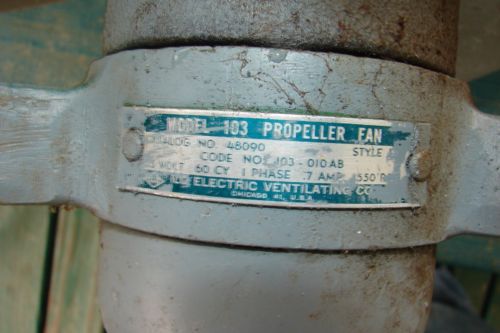 MODEL 103 PROPELLER FAN
NO 48090 STYLE
CODE NO. 103-010AB
VOLT 60 CY 1 PHASE .7 AMP 1550 R
ELECTRIC VENTILATING CO.
CHICAGO 41, U.S.A.